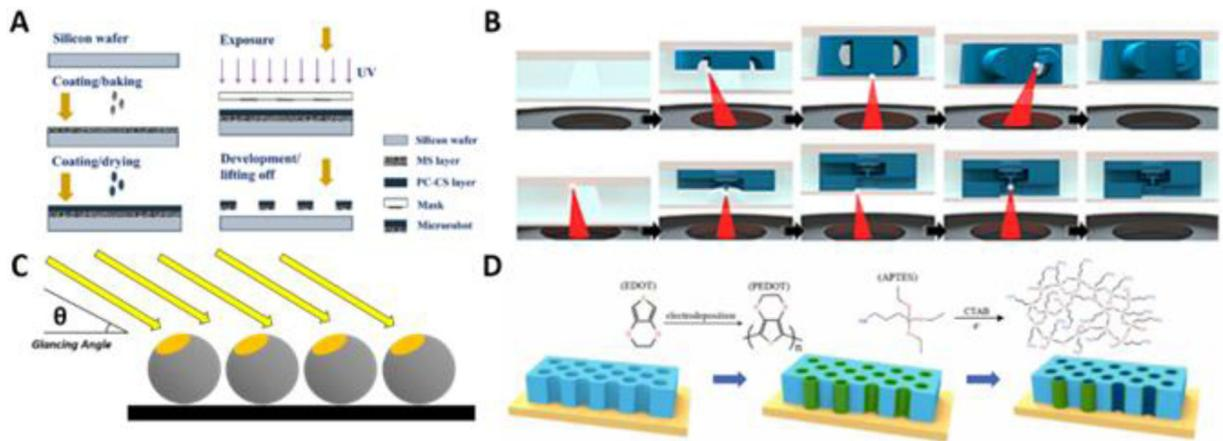 A
Silicon wafer
Coating/baking
Coating/drying
Exposure
UV
Development/
lifting off
Silicon wafer
MS layer
PC-CS layer
Mask
Microrobot
B
C
θ
Glancing Angle
D
(EDOT)
electrodeposition
(PEDOT)
n
(APTES)
CTAB
e⁻